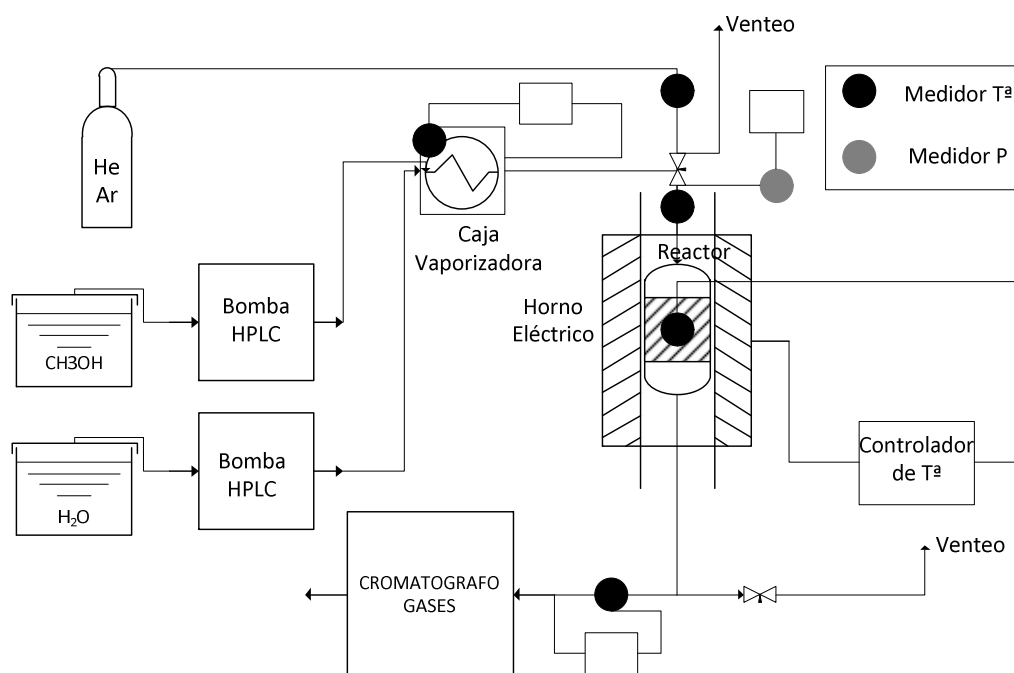 Venteo
Medidor Tª
Medidor P
He
Ar
Caja
Vaporizadora
Reactor
Horno
Eléctrico
Bomba
HPLC
CH3OH
Bomba
HPLC
H₂O
Controlador
de Tª
Venteo
CROMATOGRAFO
GASES